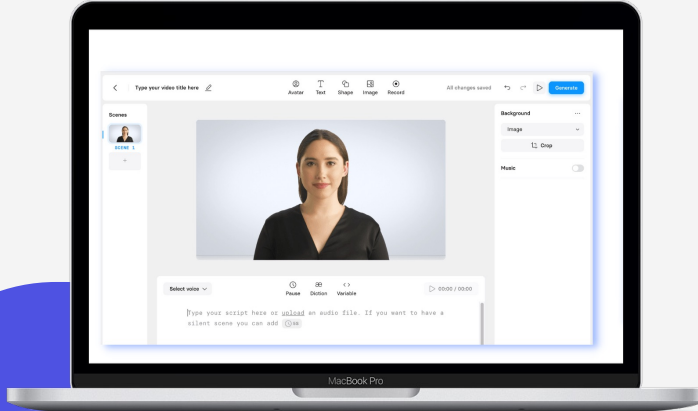 Type your video title here
Avatar Text Shape Image Record
All changes saved
Generate
Scenes
SCENE 1
+
Background
Image
Crop
Music
Select voice
Pause Diction Variable
00:00 / 00:00
Type your script here or upload an audio file. If you want to have a
silent scene you can add
MacBook Pro